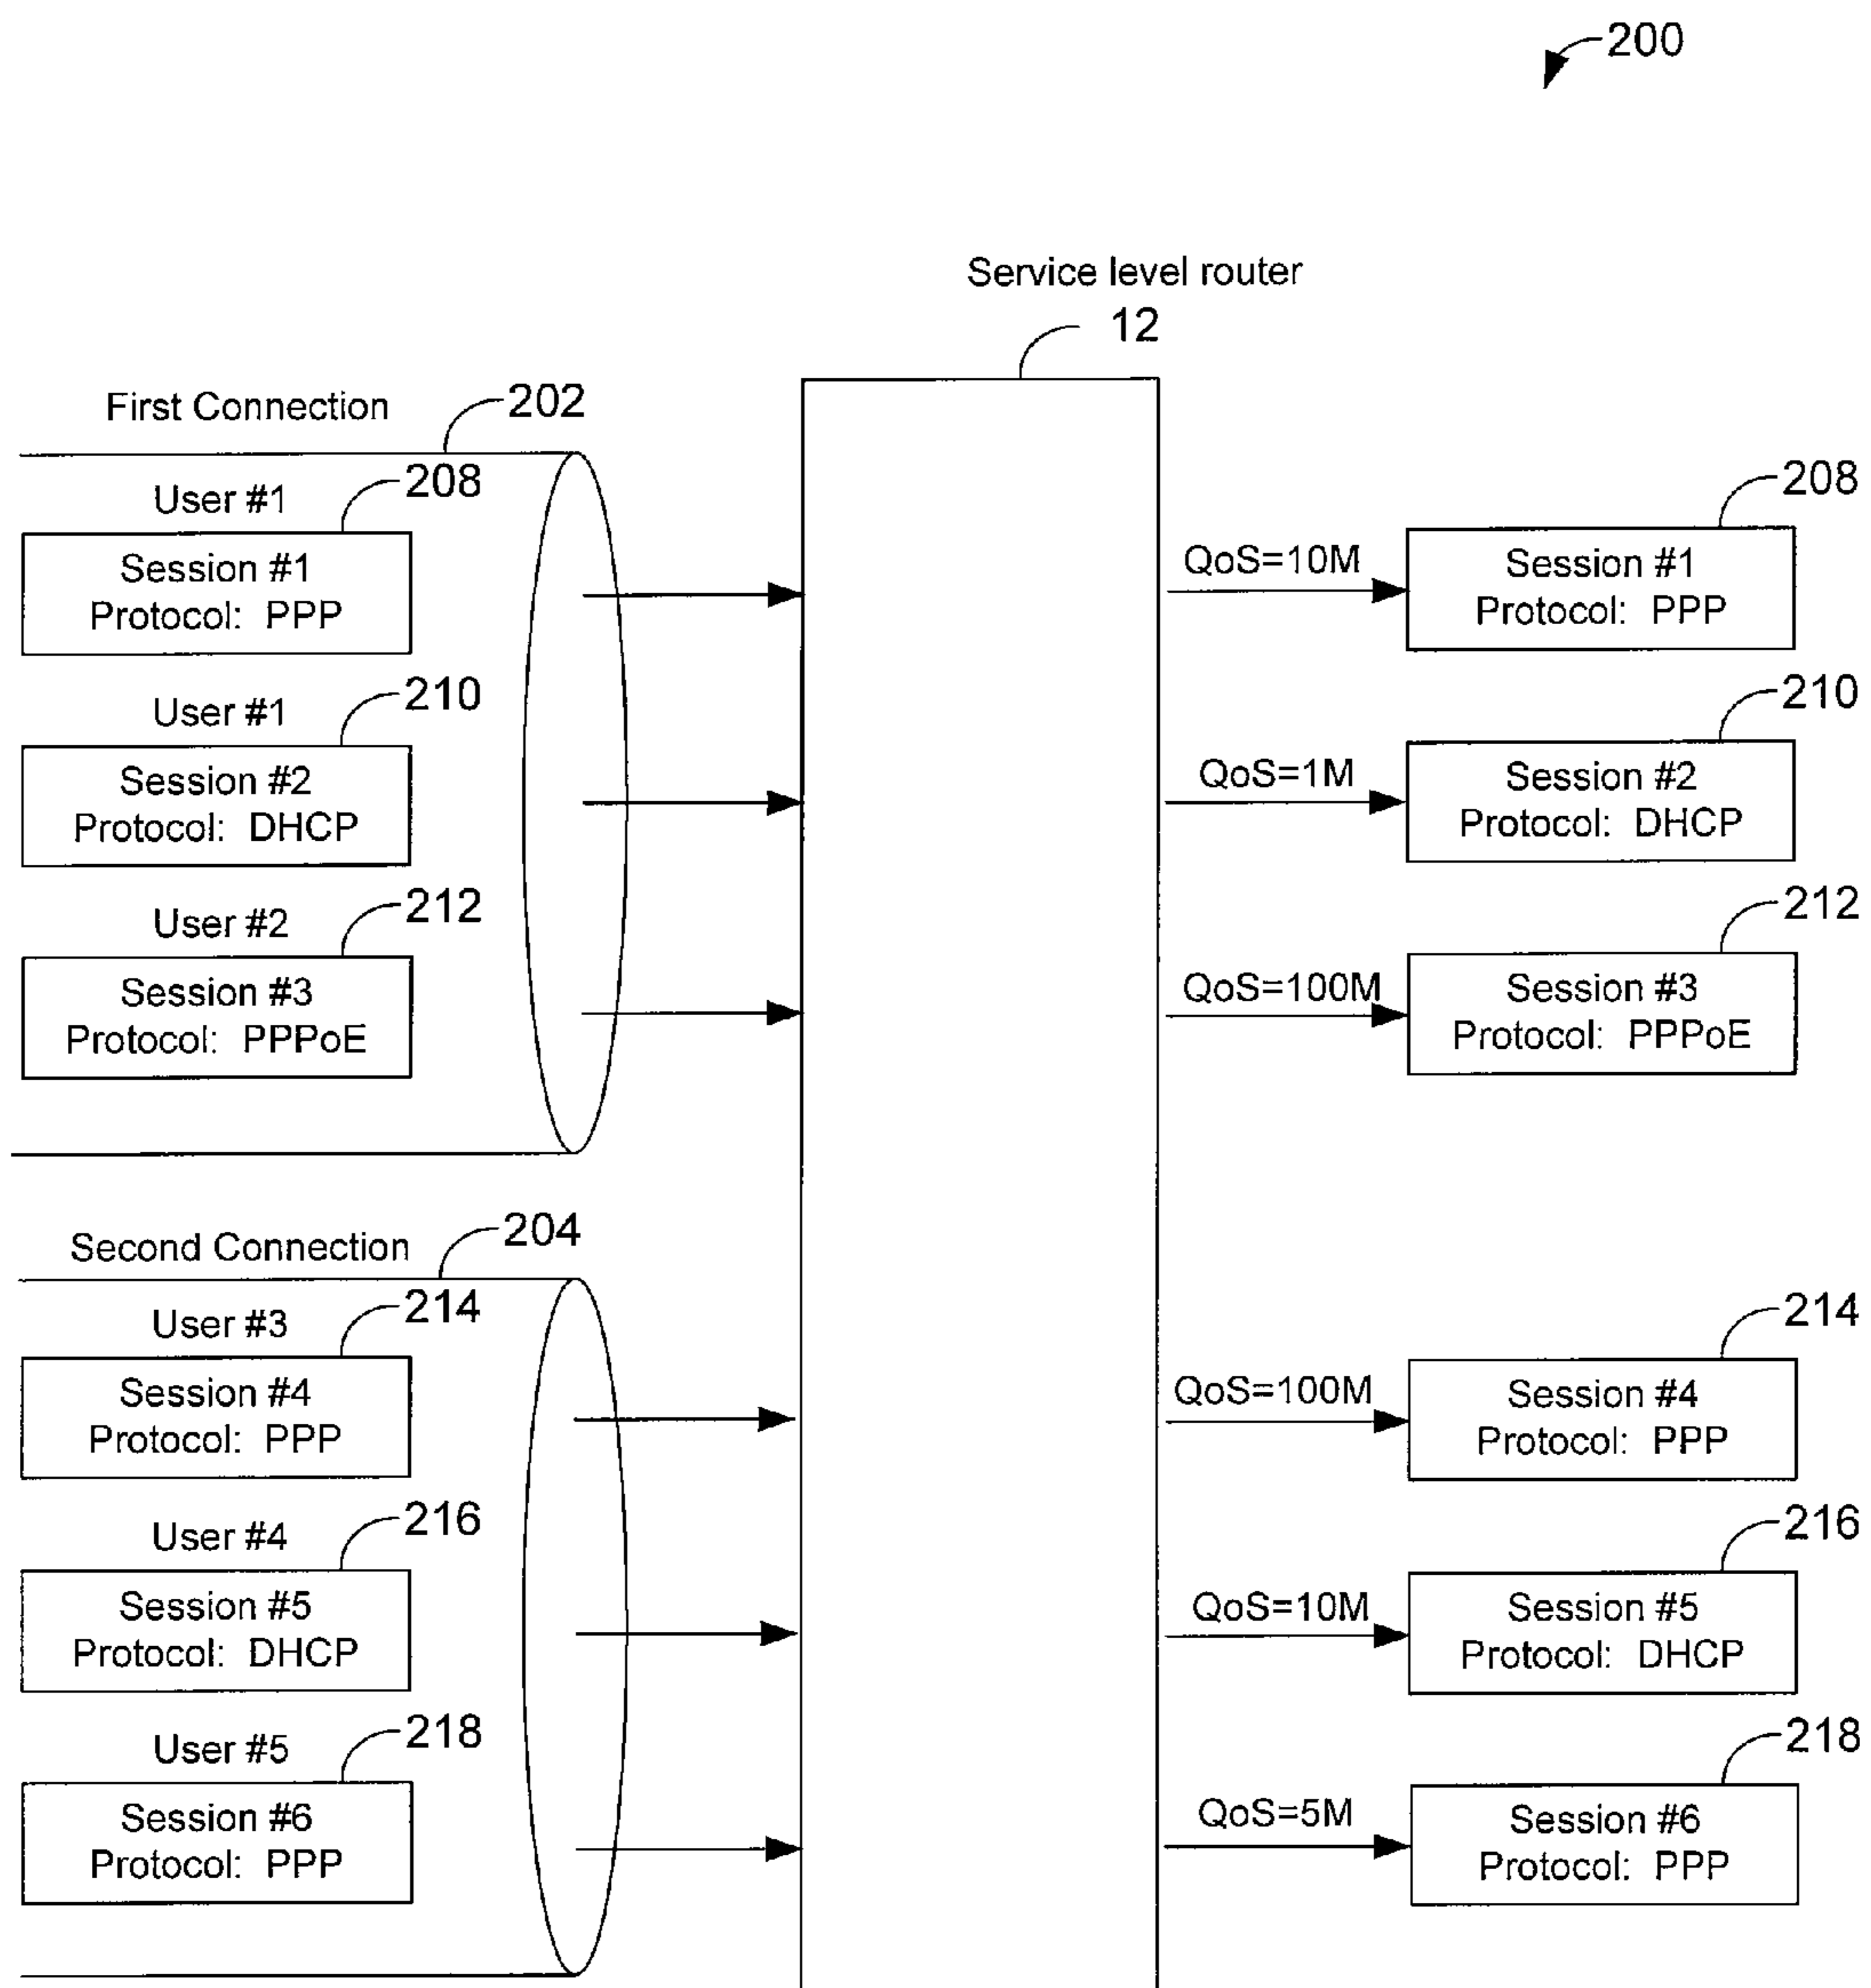 200
Service level router
12
First Connection
202
User #1
208
Session #1
Protocol: PPP
User #1
210
Session #2
Protocol: DHCP
User #2
212
Session #3
Protocol: PPPoE
QoS=10M
208
Session #1
Protocol: PPP
QoS=1M
210
Session #2
Protocol: DHCP
QoS=100M
212
Session #3
Protocol: PPPoE
Second Connection
204
User #3
214
Session #4
Protocol: PPP
User #4
216
Session #5
Protocol: DHCP
User #5
218
Session #6
Protocol: PPP
QoS=100M
214
Session #4
Protocol: PPP
QoS=10M
216
Session #5
Protocol: DHCP
QoS=5M
218
Session #6
Protocol: PPP